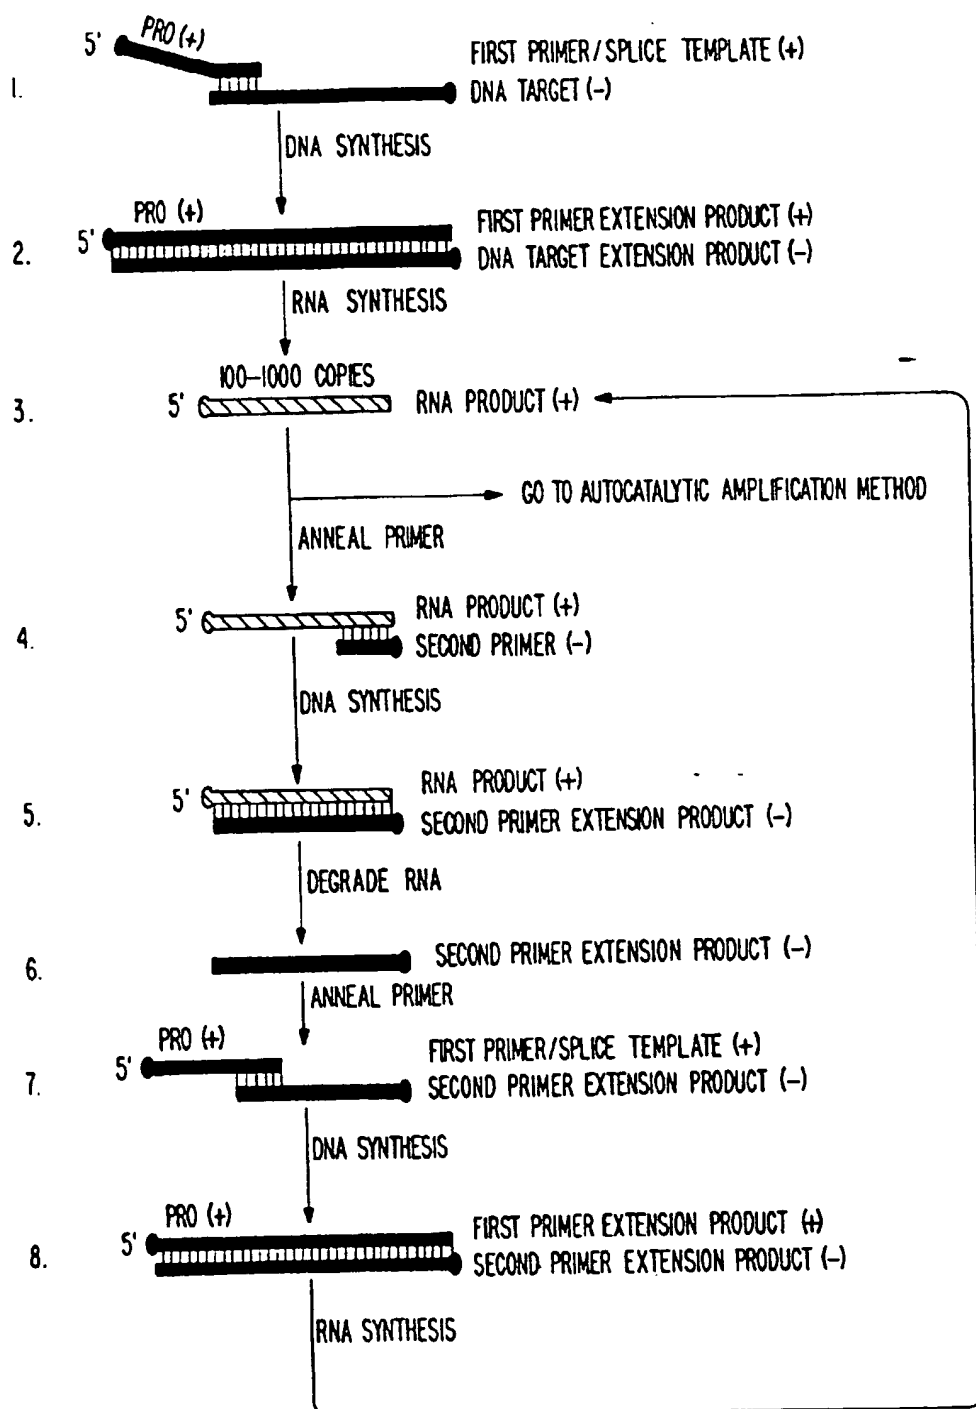 PRO (+)
5'
FIRST PRIMER/SPLICE TEMPLATE (+)
1.
DNA TARGET (-)
DNA SYNTHESIS
PRO (+)
5'
FIRST PRIMER EXTENSION PRODUCT (+)
2.
DNA TARGET EXTENSION PRODUCT (-)
RNA SYNTHESIS
100-1000 COPIES
3.
5'
RNA PRODUCT (+)
GO TO AUTOCATALYTIC AMPLIFICATION METHOD
ANNEAL PRIMER
5'
RNA PRODUCT (+)
4.
SECOND PRIMER (-)
DNA SYNTHESIS
5'
RNA PRODUCT (+)
5.
SECOND PRIMER EXTENSION PRODUCT (-)
DEGRADE RNA
6.
SECOND PRIMER EXTENSION PRODUCT (-)
ANNEAL PRIMER
PRO (+)
5'
FIRST PRIMER/SPLICE TEMPLATE (+)
7.
SECOND PRIMER EXTENSION PRODUCT (-)
DNA SYNTHESIS
PRO (+)
5'
FIRST PRIMER EXTENSION PRODUCT (+)
8.
SECOND PRIMER EXTENSION PRODUCT (-)
RNA SYNTHESIS